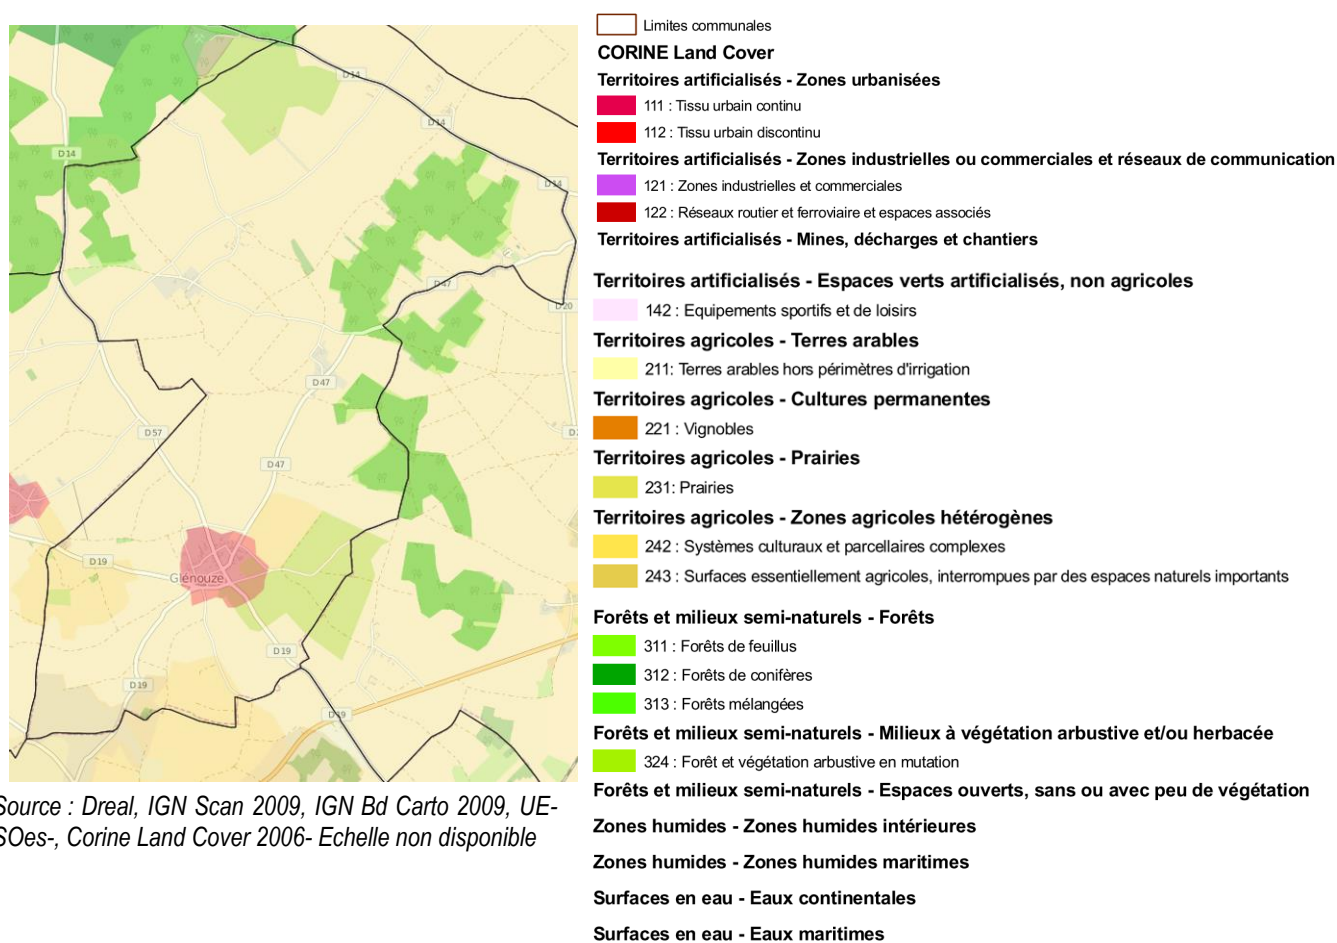 D14
D14
D14
D14
D47
D20
D47
D57
D47
D19
Glénouze
D19
D19
D19
Source : Dreal, IGN Scan 2009, IGN Bd Carto 2009, UE-
SOes-, Corine Land Cover 2006- Echelle non disponible
Limites communales
CORINE Land Cover
Territoires artificialisés - Zones urbanisées
111 : Tissu urbain continu
112 : Tissu urbain discontinu
Territoires artificialisés - Zones industrielles ou commerciales et réseaux de communication
121 : Zones industrielles et commerciales
122 : Réseaux routier et ferroviaire et espaces associés
Territoires artificialisés - Mines, décharges et chantiers
Territoires artificialisés - Espaces verts artificialisés, non agricoles
142 : Equipements sportifs et de loisirs
Territoires agricoles - Terres arables
211: Terres arables hors périmètres d'irrigation
Territoires agricoles - Cultures permanentes
221 : Vignobles
Territoires agricoles - Prairies
231: Prairies
Territoires agricoles - Zones agricoles hétérogènes
242 : Systèmes culturaux et parcellaires complexes
243 : Surfaces essentiellement agricoles, interrompues par des espaces naturels importants
Forêts et milieux semi-naturels - Forêts
311 : Forêts de feuillus
312 : Forêts de conifères
313 : Forêts mélangées
Forêts et milieux semi-naturels - Milieux à végétation arbustive et/ou herbacée
324 : Forêt et végétation arbustive en mutation
Forêts et milieux semi-naturels - Espaces ouverts, sans ou avec peu de végétation
Zones humides - Zones humides intérieures
Zones humides - Zones humides maritimes
Surfaces en eau - Eaux continentales
Surfaces en eau - Eaux maritimes